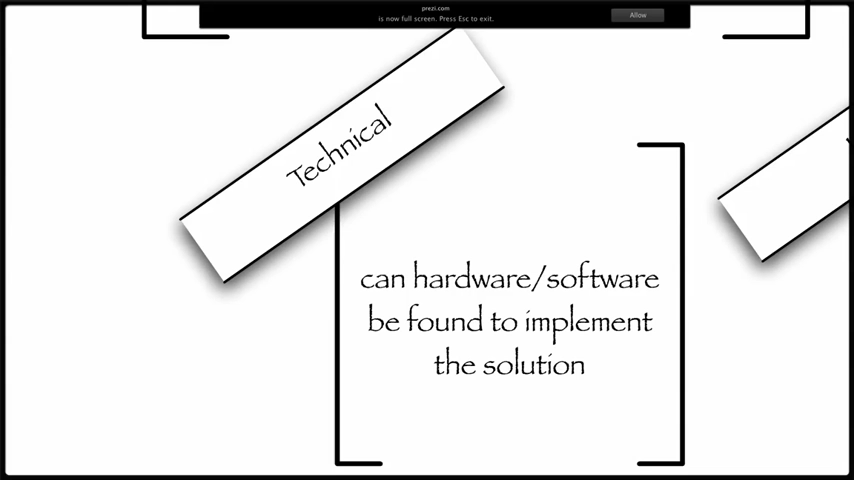 prezi.com
is now full screen. Press Esc to exit.
Allow
Technical
can hardware/software
be found to implement
the solution